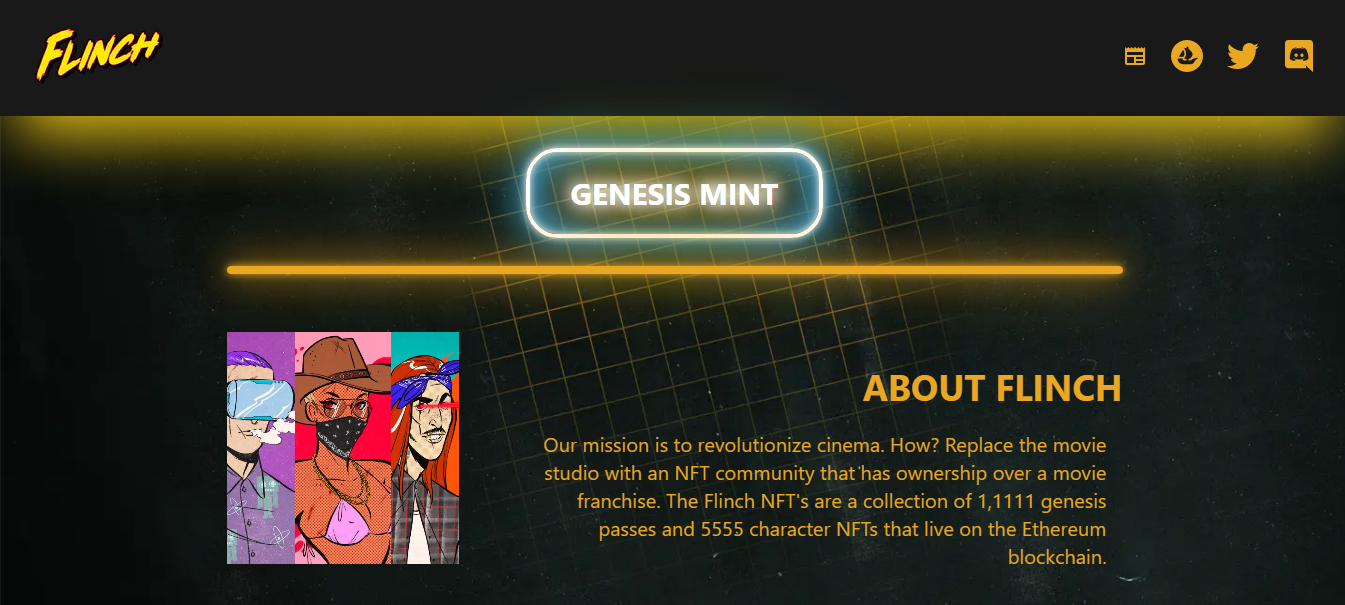 FLINCH
GENESIS MINT
ABOUT FLINCH
Our mission is to revolutionize cinema. How? Replace the movie
studio with an NFT community that has ownership over a movie
franchise. The Flinch NFT's are a collection of 1,1111 genesis
passes and 5555 character NFTs that live on the Ethereum
blockchain.